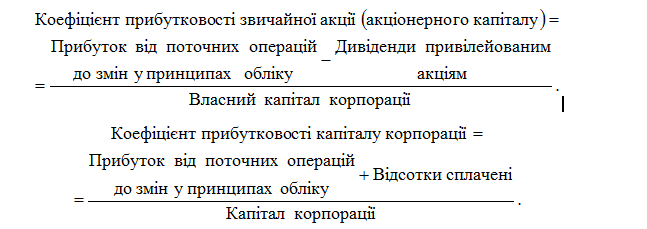 Коефіцієнт прибутковості звичайної акції (акціонерного капіталу) =
Прибуток від поточних операцій − Дивіденди привілейованим
до змін у принципах обліку акціям
=
Власний капітал корпорації .
Коефіцієнт прибутковості капіталу корпорації =
Прибуток від поточних операцій
+ Відсотки сплачені
до змін у принципах обліку
=
Капітал корпорації .